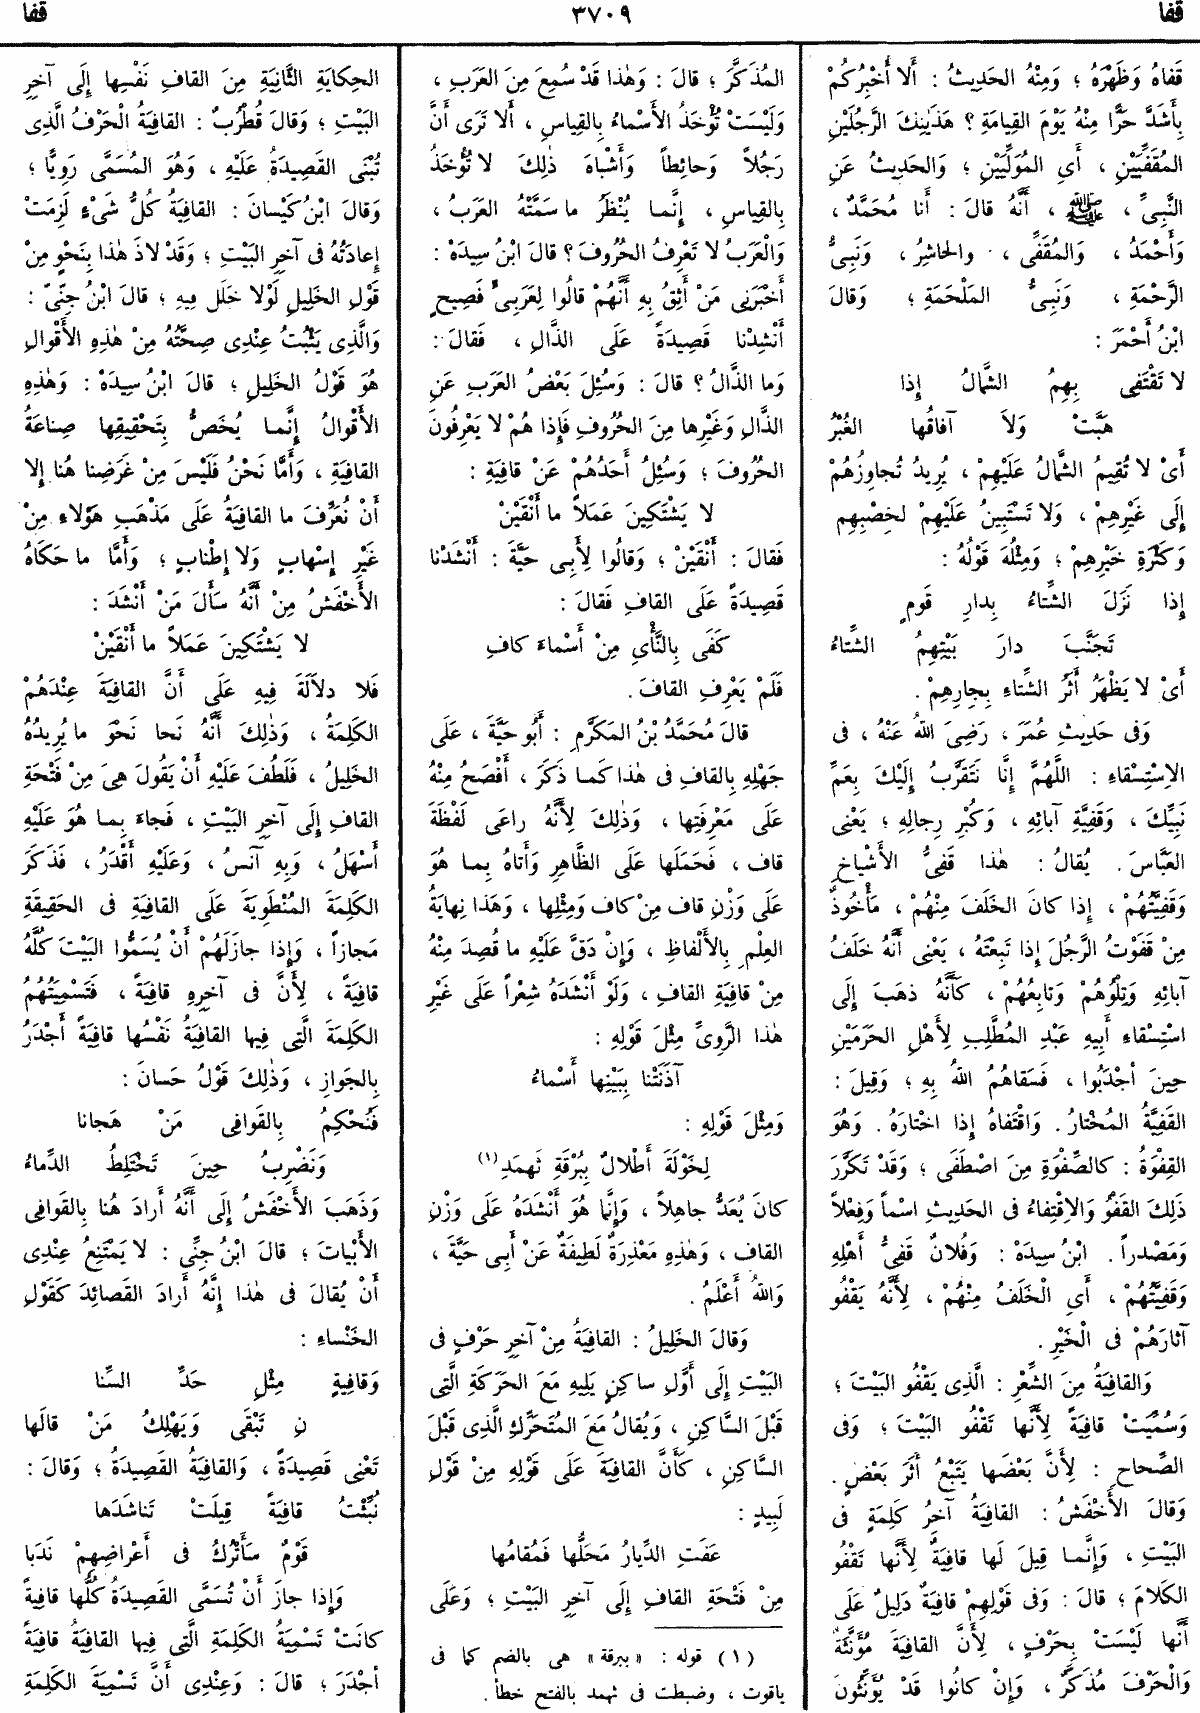 قفا
٣٧٠٩
قفا
قَفاهُ وَظَهْرَهُ ؛ وَمِنْهُ الحَدِيثُ : أَلا أُخْبِرُكُمْ
بِأَشَدَّ حَرًّا مِنْهُ يَوْمَ القِيامَةِ ؟ هَذَيْنِكَ الرَّجُلَيْنِ
المُقَفِّيَيْنِ ، أَيِ المُوَلِّيَيْنِ ؛ وَالحَدِيثُ عَنِ
النَّبِىِّ ، ﷺ ، أَنَّهُ قالَ : أَنا مُحَمَّدٌ ،
وَأَحْمَدُ ، وَالمُقَفِّى ، والحاشِرُ ، وَنَبِىُّ
الرَّحْمَةِ ، وَنَبِىُّ المَلْحَمَةِ ؛ وَقالَ
ابْنُ أَحْمَرَ :
لا تَقْتَفِى بِهِمُ الشَّمالُ إِذا
هَبَّتْ وَلاَ آفاقُها الغُبْرُ
أَىْ لا تُقِيمُ الشَّمالُ عَلَيْهِمْ ، يُرِيدُ تُجاوِزُهُمْ
إِلَى غَيْرِهِمْ ، وَلا تَسْتَبِينُ عَلَيْهِمْ لخِصْبِهِم
وَكَثْرَةِ خَيْرِهِمْ ؛ وَمِثْلُهُ قَوْلُهُ :
إِذا نَزَلَ الشِّتاءُ بِدارِ قَومٍ
تَجَنَّبَ دارَ بَيْتِهِمُ الشِّتاءُ
أَىْ لا يَظْهَرُ أَثَرُ الشِّتاءِ بِجارِهِمْ .
وَفى حَدِيثِ عُمَرَ ، رَضِىَ اللهُ عَنْهُ ، فى
الاِسْتِسْقاءِ : اللَّهُمَّ إِنَّا نَتَقَرَّبُ إِلَيْكَ بِعَمِّ
نَبِيِّكَ ، وَقَفِيَّةِ آبائِهِ ، وَكُبْرِ رِجالِهِ ؛ يَعْنِى
العَبَّاسَ . يُقالُ : هٰذا قَفِىُّ الأَشْياخِ
وَقَفِيَّتُهُمْ ، إِذا كانَ الخَلَفَ مِنْهُمْ ، مَأْخُوذٌ
مِنْ قَفَوْتُ الرَّجُلَ إِذا تَبِعْتَهُ ، يَعْنِى أَنَّهُ خَلَفُ
آبائِهِ وَتِلْوُهُمْ وَتابِعُهُمْ ، كَأَنَّهُ ذهَبَ إِلَى
اسْتِسْقاءِ أَبِيهِ عَبْدِ المُطَّلِبِ لِأَهْلِ الحَرَمَيْنِ
حِينَ أجْدَبُوا ، فَسَقاهُمُ اللهُ بِهِ ؛ وَقِيلَ :
القَفِيَّةُ المُخْتارُ . وَاقْتَفاهُ إِذا اخْتارَهُ . وَهُوَ
القِفْوَةُ : كالصِّفْوَةِ مِنَ اصْطَفَى ؛ وَقَدْ تَكَرَّرَ
ذَلِكَ القَفْوُ وَالاِقْتِفاءُ فى الحَدِيثِ اسْماً وَفِعْلاً
وَمَصْدراً . ابْنُ سِيدَهْ : وَفُلانٌ قَفِىُّ أَهْلِهِ
وَقَفِيَّتُهُمْ ، أَيِ الْخَلَفُ مِنْهُمْ ، لِأَنَّهُ يَقْفُو
آثارَهُمْ فى الْخَيْرِ .
وَالقافِيَةُ مِنَ الشِّعْرِ : الَّذِى يَقْفُو البَيْتَ ؛
وَسُمِّيَتْ قافِيَةً لِأَنَّها تَقْفُو البَيْتَ ؛ وَفى
الصِّحاحِ : لِأَنَّ بَعْضَها يَتْبَعُ أَثَرَ بَعْضٍ .
وَقالَ الأَخْفَشُ : القافِيَةُ آخِرُ كَلِمَةٍ فى
البَيْتِ ، وَإِنَّما قِيلَ لَها قافِيَةٌ لِأَنَّها تَقْفُو
الكَلامَ ؛ قالَ : وَفى قَوْلِهِمْ قافِيَةٌ دَلِيلٌ عَلَى
أَنَّها لَيْسَتْ بِحَرْفٍ ، لِأَنَّ القافِيَةَ مُؤَنَّثَةٌ
وَالْحَرْفَ مُذَكَّرٌ ، وَإِنْ كانُوا قَدْ يُؤَنِّثُونَ
المُذَكَّرَ ؛ قالَ : وَهٰذا قَدْ سُمِعَ مِنَ العَرَبِ ،
وَلَيْسَتْ تُؤْخَذُ الأَسْماءُ بِالقِياسِ ، أَلا تَرَى أَنَّ
رَجُلاً وَحائِطاً وَأَشْباهَ ذٰلِكَ لا تُؤْخَذُ
بِالقِياسِ ، إِنَّما يُنْظَرُ ما سَمَّتْهُ العَرَبُ ،
وَالْعَرَبُ لا تَعْرِفُ الحُرُوفَ ؟ قالَ ابْنُ سِيدَهْ :
أَخْبَرَنِى مَنْ أَثِقُ بِهِ أَنَّهُمْ قالُوا لِعَرَبِىٍّ فَصِيحٍ
أَنْشِدْنا قَصِيدَةً عَلَى الذَّالِ ، فَقالَ :
وَما الذَّالُ ؟ قالَ : وَسُئِلَ بَعْضُ العَرَبِ عَنِ
الذَّالِ وَغَيْرِها مِنَ الحُرُوفِ فَإِذا هُمْ لا يَعْرِفُونَ
الحُرُوفَ ؛ وَسُئِلُ أَحَدُهُمْ عَنْ قافِيَةِ :
لا يَشْتَكِينَ عَمَلاً ما أَنْقَيْنْ
فَقالَ : أَنْقَيْنْ ؛ وَقالُوا لِأَبِى حَيَّةَ : أَنْشَدْنا
قَصِيدَةً عَلَى القافِ فَقالَ :
كَفَى بِالنَّأْىِ مِنْ أَسْماءَ كافِ
فَلَمْ يَعْرِفِ القافَ .
قالَ مُحَمَّدُ بْنُ المَكَرَّمِ : أَبُو حَيَّةَ ، عَلَى
جَهْلِهِ بِالقافِ فى هٰذا كَما ذَكَرَ ، أَفْصَحُ مِنْهُ
عَلَى مَعْرِفَتِها ، وَذٰلِكَ لِأَنَّهُ راعَى لَفْظَةَ
قاف ، فَحَمَلَها عَلَى الظَّاهِرِ وَأَتاهُ بِما هُوَ
عَلَى وَزْنِ قاف مِنْ كاف وَمِثْلِها ، وَهَذا نِهايَةُ
العِلْمِ بِالأَلْفاظِ ، وَإِنْ دَقَّ عَلَيْهِ ما قُصِدَ مِنْهُ
مِنْ قافِيَةِ القافِ ، وَلَوْ أَنْشَدَهُ شِعْراً عَلَى غَيْرِ
هٰذا الرَّوِىِّ مِثْلَ قَوْلِهِ :
آذَنَتْنا بِبَيْنِها أَسْماءُ
وَمِثْلَ قَوْلِهِ :
لِخَوْلَةَ أَطْلالٌ بِبُرْقَةِ ثَهمَدِ(١)
كانَ يُعَدُّ جاهِلاً ، وَإِنَّما هُوَ أَنْشَدَهُ عَلَى وَزْنِ
القاف ، وَهٰذِهِ مَعْذِرَةٌ لَطِيفَةٌ عَنْ أَبِى حَيَّةَ ،
وَاللهُ أَعْلَمُ .
وَقالَ الخَلِيلُ : القافِيَةُ مِنْ آخِرِ حَرْفٍ فى
البَيْتِ إِلَى أَوَّلِ ساكِنٍ يَلِيهِ مَعَ الحَرَكَةِ الَّتِى
قَبْلَ السَّاكِنِ ، وَيُقالُ مَعَ المُتَحَرِّكِ الَّذِى قَبْلَ
السَّاكِنِ ، كَأَنَّ القافِيَةَ عَلَى قَوْلِهِ مِنْ قَوْلِ
لَبِيدٍ :
عَفَتِ الدِّيارُ مَحَلُّها فَمُقامُها
مِنْ فَتْحَةِ القافِ إِلَى آخِرِ البَيْتِ ؛ وَعَلَى
(١) قوله : «ببرقة» هى بالضم كما فى
ياقوت ، وضبطت فى ثهمد بالفتح خطأ .
الحِكايَةِ الثَّانِيَةِ مِنَ القافِ نَفْسِها إِلَى آخِرِ
البَيْتِ ؛ وَقالَ قُطْرُبٌ : القافِيَةُ الْحَرْفُ الَّذِى
تُبْنَى القَصِيدَةُ عَلَيْهِ ، وَهُوَ المُسَمَّى رَوِيًّا ؛
وَقالَ ابْنُ كَيْسانَ : القافِيَةُ كُلُّ شَىْءٍ لَزِمَتْ
إِعادَتُهُ فى آخِرِ البَيْتِ ؛ وَقَدْ لاذَ هٰذا بِنَحْوٍ مِنْ
قَوْلِ الخَلِيلِ لَوْلا خَلَل فِيهِ ؛ قالَ ابْنُ جِنِّى :
وَالَّذِى يَثْبُتُ عِنْدِى صِحَّتُهُ مِنْ هٰذِهِ الأَقْوالِ
هُوَ قَوْلُ الخَلِيلِ ؛ قالَ ابْنُ سِيدَهْ : وَهٰذِهِ
الأَقْوالُ إِنَّما يُخَصُّ بِتَحْقِيقِها صِناعَةُ
القافِيَةِ ، وَأَمَّا نَحْنُ فَلَيْسَ مِنْ غَرَضِنا هُنا إِلا
أَنْ نُعَرِّفَ ما القافِيَةُ عَلَى مَذْهَبِ هٰؤُلاءِ مِنْ
غَيْرِ إِسْهابٍ وَلا إِطْنابٍ ؛ وَأَمَّا ما حَكاهُ
الأَخْفَشُ مِنْ أَنَّهُ سَأَلَ مَنْ أَنْشَدَ :
لا يَشْتَكِينَ عَمَلاً ما أَنْقَيْنْ
فَلا دلاَلَةَ فِيهِ عَلَى أَنَّ القافِيَةَ عِنْدَهُمْ
الكَلِمَةُ ، وَذٰلِكَ أَنَّهُ نَحا نَحْوَ ما يُرِيدُهُ
الخَلِيلُ ، فَلَطُفَ عَلَيْهِ أَنْ يَقُولَ هِىَ مِنْ فَتْحَةِ
القافِ إِلَى آخِرِ البَيْتِ ، فَجاءَ بِما هُوَ عَلَيْهِ
أَسْهَلُ ، وَبِهِ آنَسُ ، وَعَلَيْهِ أَقْدَرُ ، فَذَكَرَ
الكَلِمَةَ المُنْطَوِيَةَ عَلَى القافِيَةِ فى الحَقِيقَةِ
مَجازاً ، وَإِذا جازَلَهُمْ أَنْ يُسَمُّوا البَيْتَ كُلَّهُ
قافِيَةً ، لِأَنَّ فى آخِرِهِ قافِيَةً ، فَتَسْمِيَتُهُمُ
الكَلِمَةَ الَّتِى فِيها القافِيَةُ نَفْسُها قافِيَةً أَجْدَرُ
بِالجَوازِ ، وَذٰلِكَ قَوْلُ حَسانَ :
فَنُحْكِمُ بِالقَوافِى مَنْ هَجانا
وَنَضْرِبُ حِينَ تَخْتَلِطُ الدِّماءُ
وَذَهَبَ الأَخْفَشُ إِلَى أَنَّهُ أَرادَ هُنا بِالقَوافِى
الأَبْياتَ ؛ قالَ ابْنُ جِنِّى : لا يَمْتَنِعُ عِنْدِى
أَنْ يُقالَ فى هٰذا إِنَّهُ أَرادَ القَصائِدَ كَقَوْلِ
الخَنْساءِ :
وَقافِيَةٍ مِثْلِ حَدِّ السِّنا
نِ تَبْقَى وَيَهْلِكُ مَنْ قالَها
تَعْنِى قَصِيدَةً ، وَالقافِيَةُ القَصِيدَةُ ؛ وَقالَ :
نُبِّئْتُ قافِيَةً قِيلَتْ تَناشَدَها
قَوْمٌ سَأَتْرُكُ فى أَعْراضِهِمْ نَدَبا
وَإِذا جازَ أَنْ تُسَمَّى القَصِيدَةُ كُلُّها قافِيةً
كانَتْ تَسْمِيَةُ الكَلِمَةِ الَّتِى فِيها القافِيَةُ قافِيَةً
أجْدَرَ ؛ قالَ : وَعِنْدِى أَنَّ تَسْمِيَةَ الكَلِمَةِ